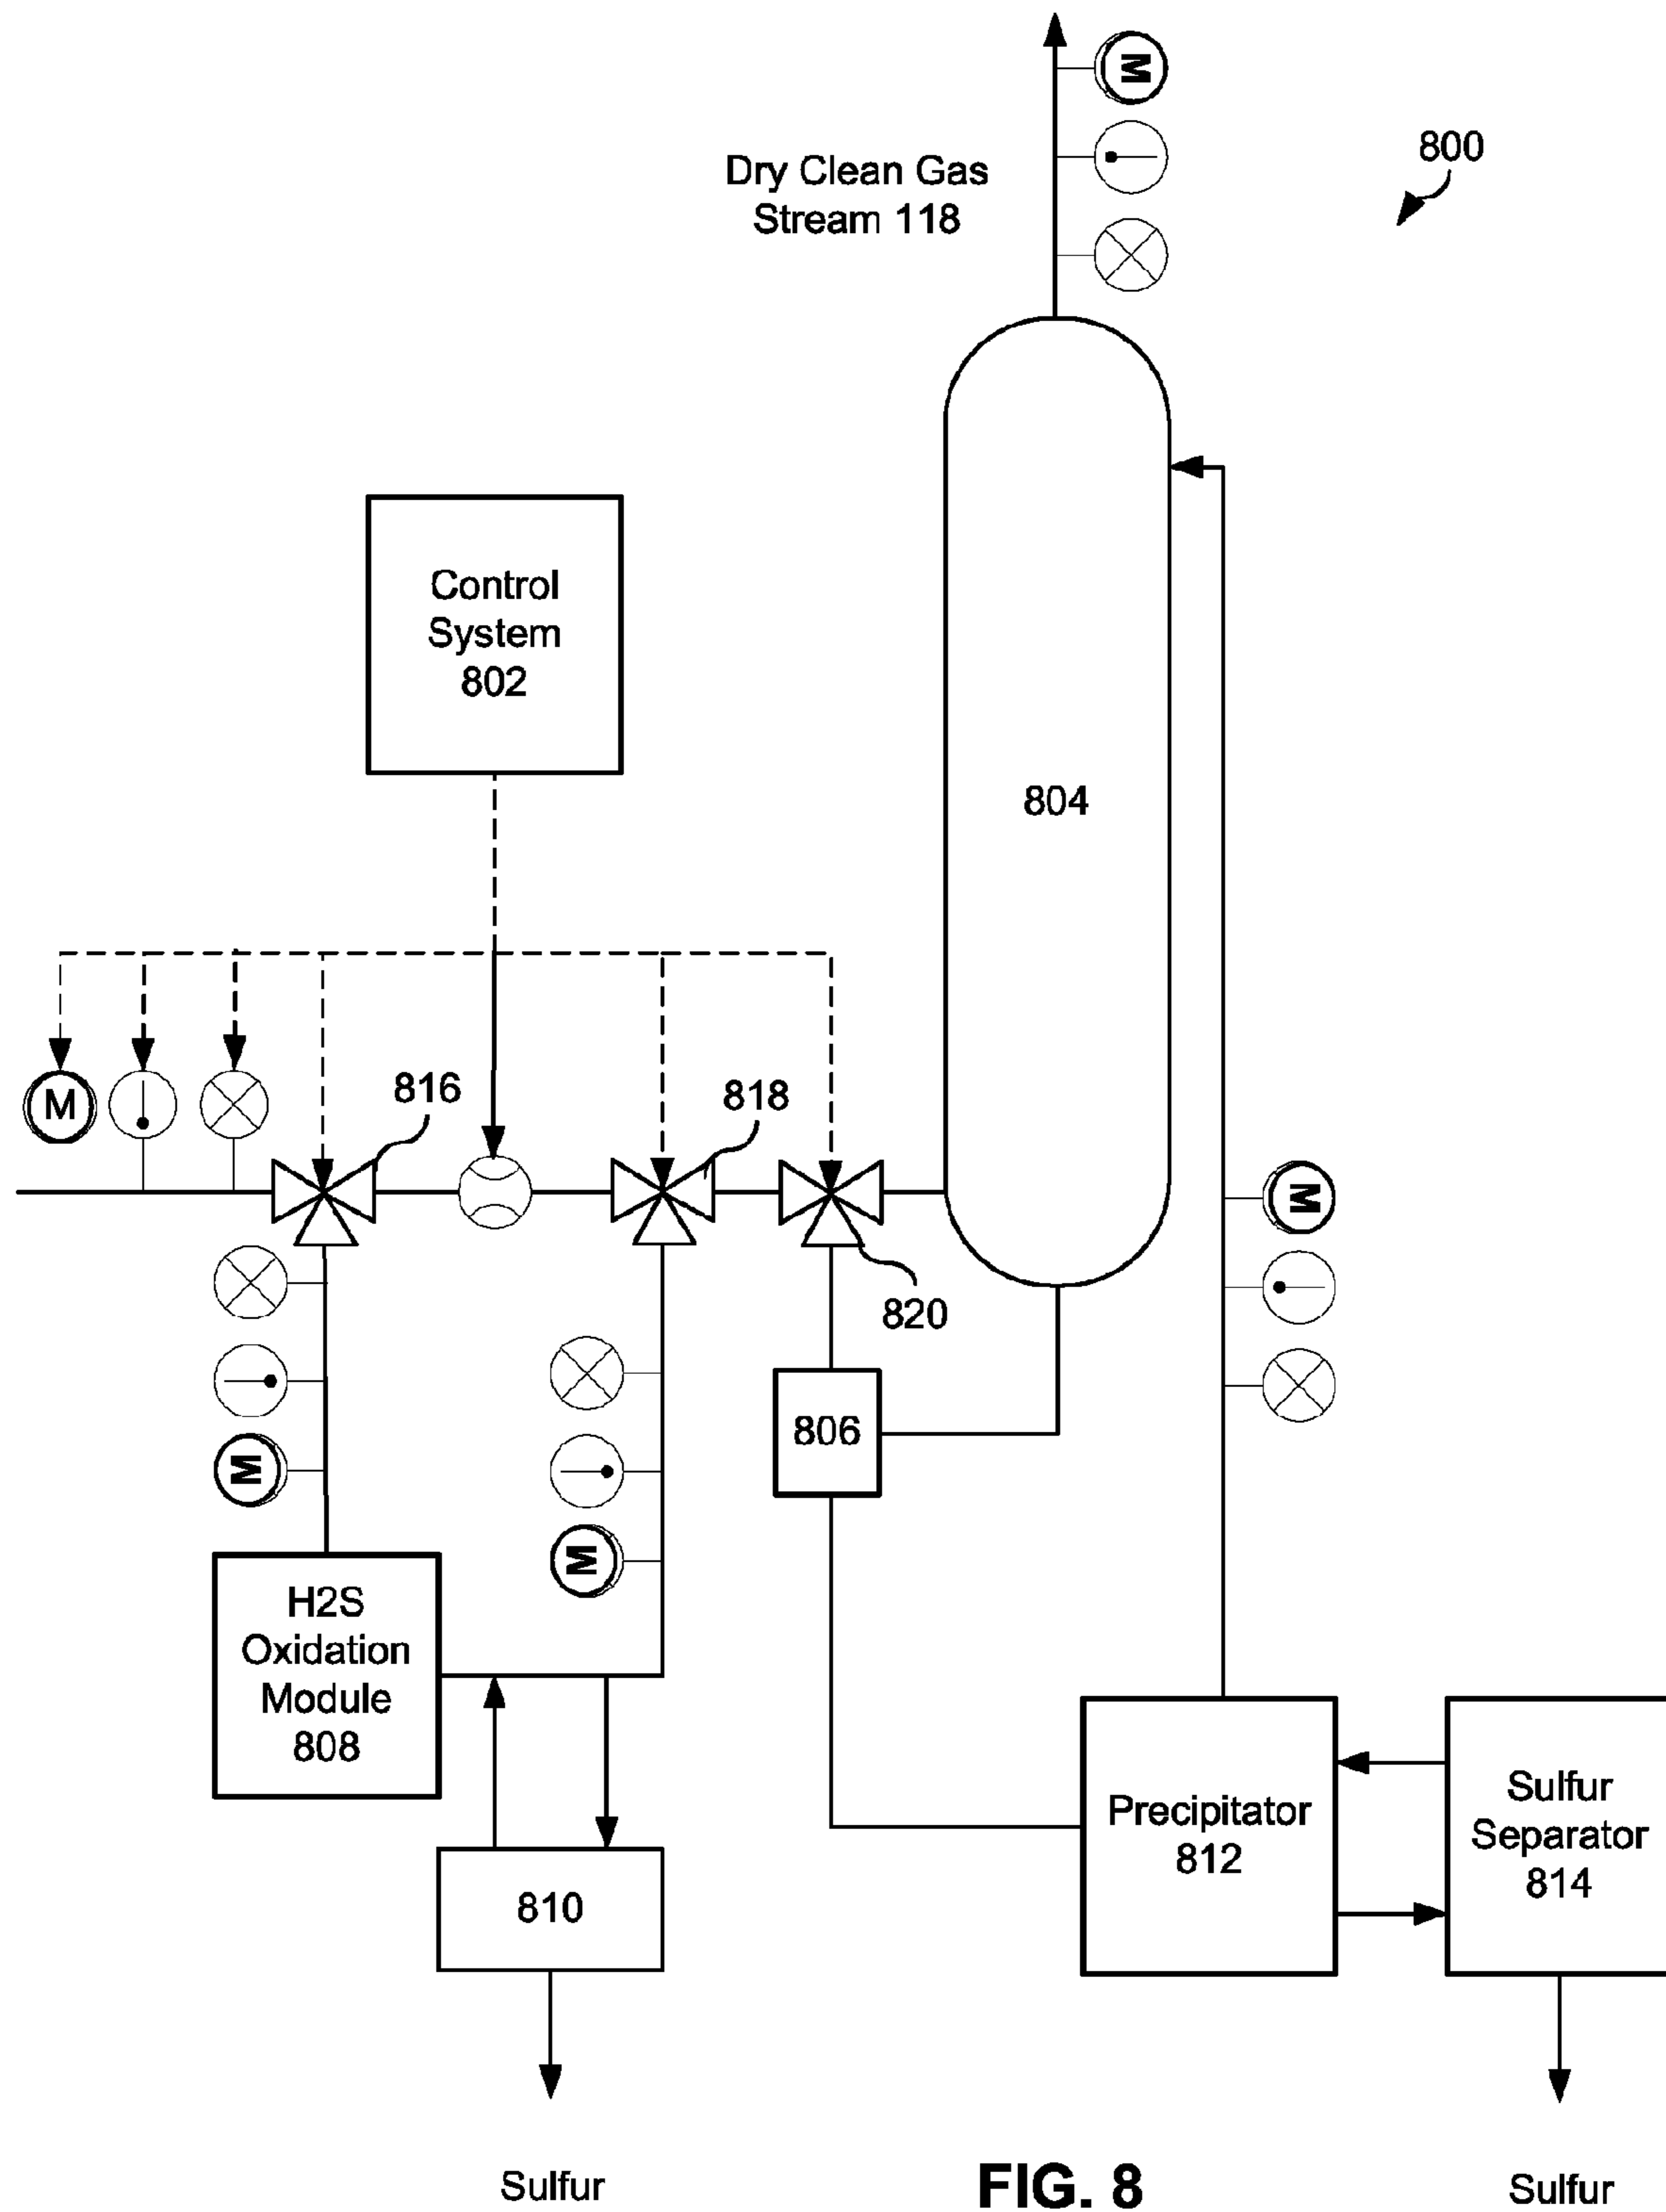 M
Dry Clean Gas
Stream 118
800
Control
System
802
804
M
816
818
M
820
806
M
M
H2S
Oxidation
Module
808
810
Precipitator
812
Sulfur
Separator
814
Sulfur
FIG. 8
Sulfur